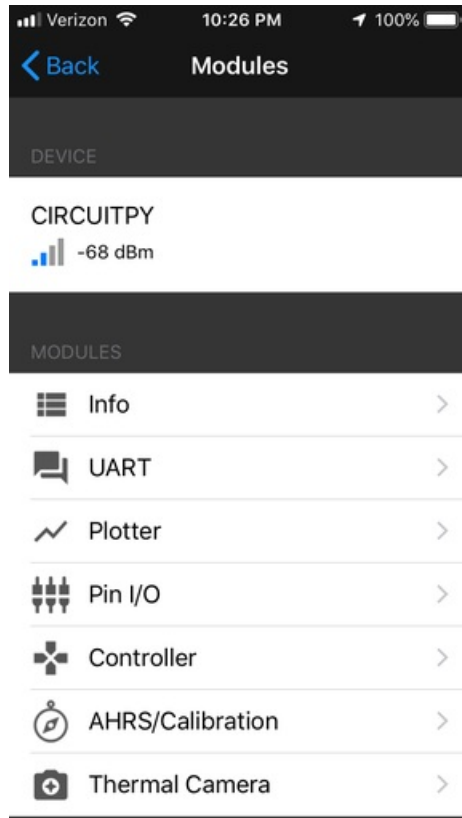 Verizon 10:26 PM 100%
Back Modules
DEVICE
CIRCUITPY
-68 dBm
MODULES
Info
UART
Plotter
Pin I/O
Controller
AHRS/Calibration
Thermal Camera